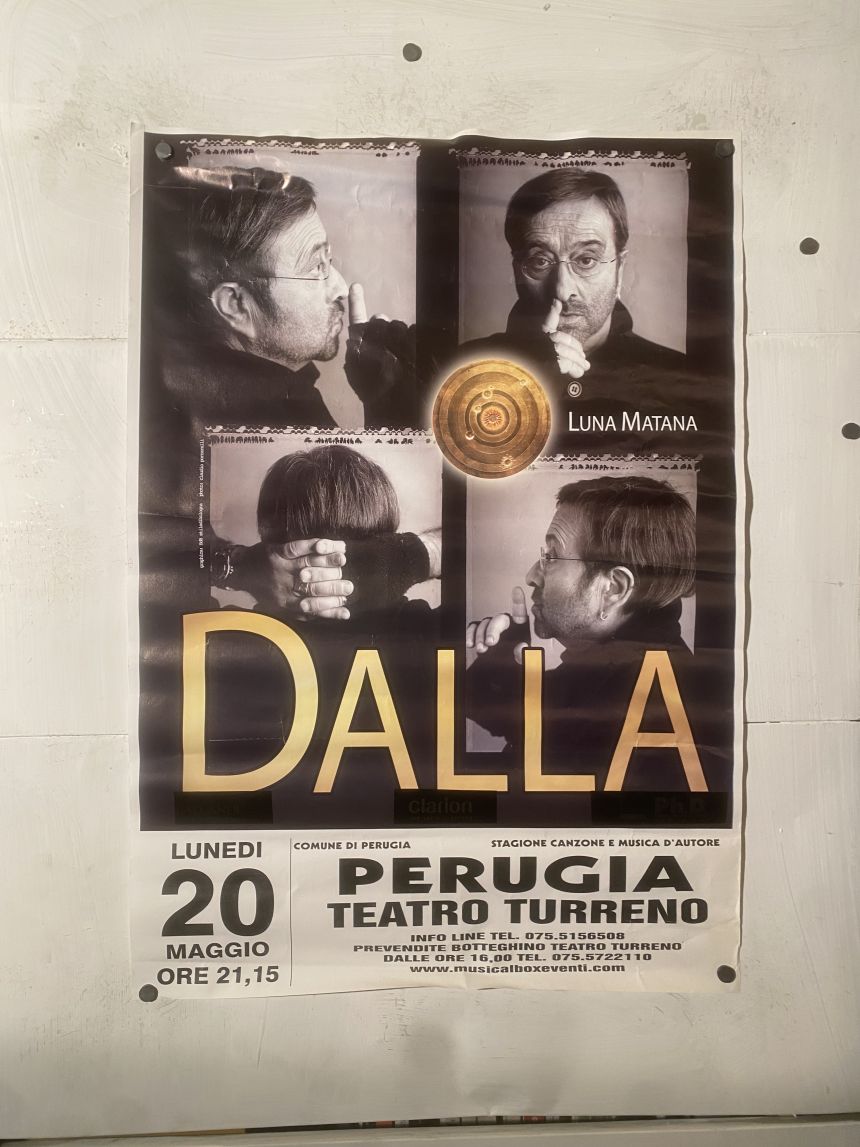 LUNA MATANA
DALLA
clarion
Ph.D
LUNEDI
20
MAGGIO
ORE 21,15
COMUNE DI PERUGIA
STAGIONE CANZONE E MUSICA D'AUTORE
PERUGIA
TEATRO TURRENO
INFO LINE TEL. 075.5156508
PREVENDITE BOTTEGHINO TEATRO TURRENO
DALLE ORE 16,00 TEL. 075.5722110
www.musicalboxeventi.com